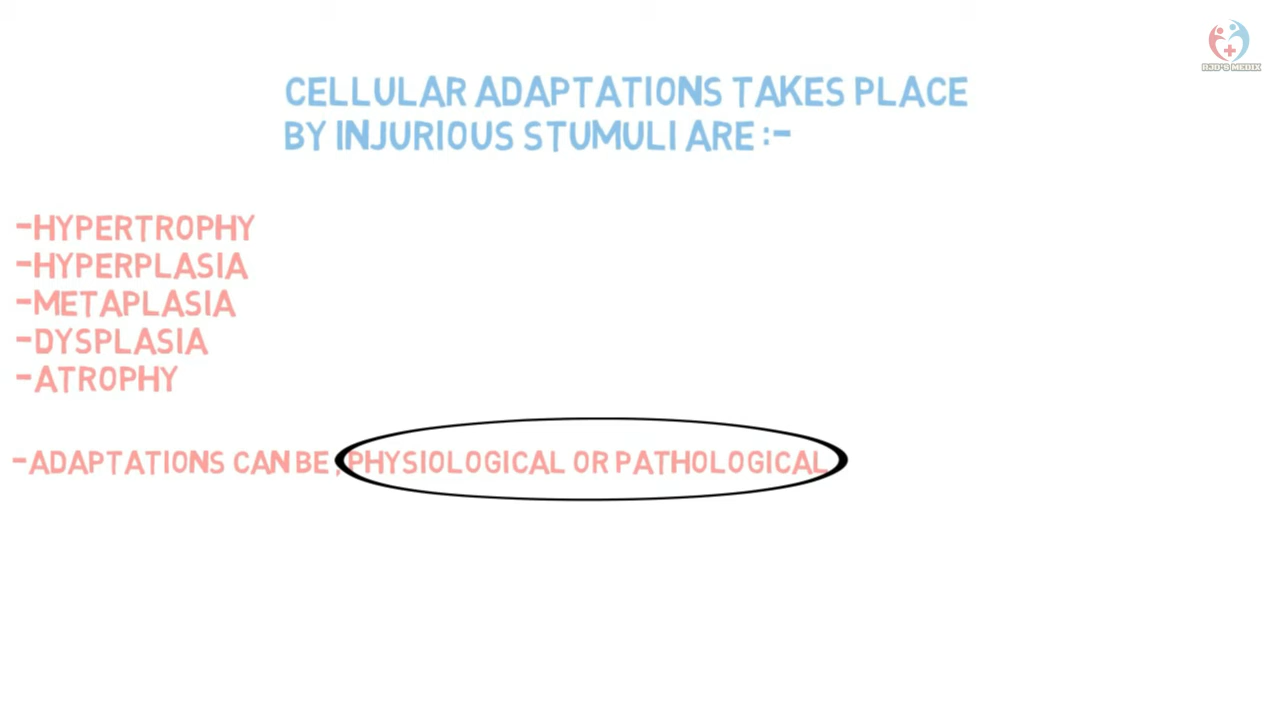 CELLULAR ADAPTATIONS TAKES PLACE
BY INJURIOUS STUMULI ARE :-
-HYPERTROPHY
-HYPERPLASIA
-METAPLASIA
-DYSPLASIA
-ATROPHY
-ADAPTATIONS CAN BE , PHYSIOLOGICAL OR PATHOLOGICAL